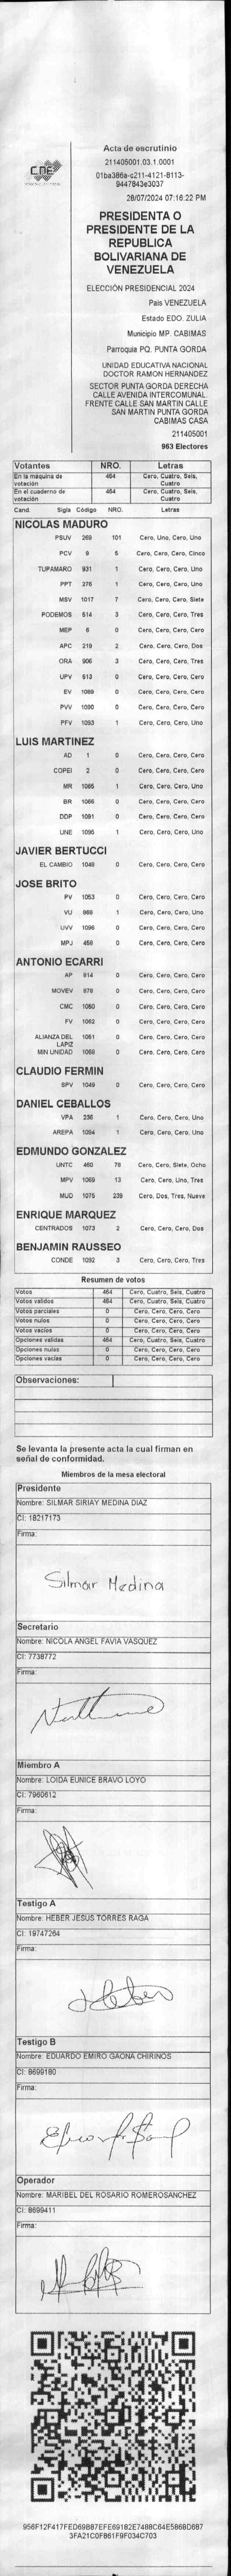 CNE
Acta de escrutinio
211405001.03.1.0001
01ba386a-c211-4121-8113-
9447843e3037
28/07/2024 07:16:22 PM
PRESIDENTA O
PRESIDENTE DE LA
REPUBLICA
BOLIVARIANA DE
VENEZUELA
ELECCIÓN PRESIDENCIAL 2024
Pais VENEZUELA
Estado EDO. ZULIA
Municipio MP. CABIMAS
Parroquia PQ. PUNTA GORDA
UNIDAD EDUCATIVA NACIONAL
DOCTOR RAMON HERNANDEZ
SECTOR PUNTA GORDA DERECHA
CALLE AVENIDA INTERCOMUNAL.
FRENTE CALLE SAN MARTIN CALLE
SAN MARTIN PUNTA GORDA
CABIMAS CASA
211405001
963 Electores
Votantes NRO. Letras
En la máquina de votación 464 Cero, Cuatro, Seis, Cuatro
En el cuaderno de votación 464 Cero, Cuatro, Seis, Cuatro
Cand. Sigla Código NRO. Letras
NICOLAS MADURO
PSUV 269 101 Cero, Uno, Cero, Uno
PCV 9 5 Cero, Cero, Cero, Cinco
TUPAMARO 931 1 Cero, Cero, Cero, Uno
PPT 276 1 Cero, Cero, Cero, Uno
MSV 1017 7 Cero, Cero, Cero, Siete
PODEMOS 514 3 Cero, Cero, Cero, Tres
MEP 6 0 Cero, Cero, Cero, Cero
APC 219 2 Cero, Cero, Cero, Dos
ORA 906 3 Cero, Cero, Cero, Tres
UPV 613 0 Cero, Cero, Cero, Cero
EV 1089 0 Cero, Cero, Cero, Cero
PVV 1090 0 Cero, Cero, Cero, Cero
PFV 1093 1 Cero, Cero, Cero, Uno
LUIS MARTINEZ
AD 1 0 Cero, Cero, Cero, Cero
COPEI 2 0 Cero, Cero, Cero, Cero
MR 1065 1 Cero, Cero, Cero, Uno
BR 1066 0 Cero, Cero, Cero, Cero
DDP 1091 0 Cero, Cero, Cero, Cero
UNE 1095 1 Cero, Cero, Cero, Uno
JAVIER BERTUCCI
EL CAMBIO 1048 0 Cero, Cero, Cero, Cero
JOSE BRITO
PV 1053 0 Cero, Cero, Cero, Cero
VU 969 1 Cero, Cero, Cero, Uno
UVV 1096 0 Cero, Cero, Cero, Cero
MPJ 458 0 Cero, Cero, Cero, Cero
ANTONIO ECARRI
AP 914 0 Cero, Cero, Cero, Cero
MOVEV 978 0 Cero, Cero, Cero, Cero
CMC 1050 0 Cero, Cero, Cero, Cero
FV 1062 0 Cero, Cero, Cero, Cero
ALIANZA DEL LAPIZ 1051 0 Cero, Cero, Cero, Cero
MIN UNIDAD 1069 0 Cero, Cero, Cero, Cero
CLAUDIO FERMIN
SPV 1049 0 Cero, Cero, Cero, Cero
DANIEL CEBALLOS
VPA 236 1 Cero, Cero, Cero, Uno
AREPA 1094 1 Cero, Cero, Cero, Uno
EDMUNDO GONZALEZ
UNTC 460 78 Cero, Cero, Siete, Ocho
MPV 1069 13 Cero, Cero, Uno, Tres
MUD 1075 239 Cero, Dos, Tres, Nueve
ENRIQUE MARQUEZ
CENTRADOS 1073 2 Cero, Cero, Cero, Dos
BENJAMIN RAUSSEO
CONDE 1092 3 Cero, Cero, Cero, Tres
Resumen de votos
Votos 464 Cero, Cuatro, Seis, Cuatro
Votos validos 464 Cero, Cuatro, Seis, Cuatro
Votos parciales 0 Cero, Cero, Cero, Cero
Votos nulos 0 Cero, Cero, Cero, Cero
Votos vacios 0 Cero, Cero, Cero, Cero
Opciones validas 464 Cero, Cuatro, Seis, Cuatro
Opciones nulas 0 Cero, Cero, Cero, Cero
Opciones vacias 0 Cero, Cero, Cero, Cero
Observaciones:
Se levanta la presente acta la cual firman en
señal de conformidad.
Miembros de la mesa electoral
Presidente
Nombre: SILMAR SIRIAY MEDINA DIAZ
CI: 18217173
Firma:
Silmar Medina
Secretario
Nombre: NICOLA ANGEL FAVIA VASQUEZ
CI: 7738772
Firma:
Miembro A
Nombre: LOIDA EUNICE BRAVO LOYO
CI: 7960612
Firma:
Testigo A
Nombre: HEBER JESUS TORRES RAGA
CI: 19747264
Firma:
Heber
Testigo B
Nombre: EDUARDO EMIRO GAONA CHIRINOS
CI: 8699180
Firma:
Operador
Nombre: MARIBEL DEL ROSARIO ROMEROSANCHEZ
CI: 8699411
Firma:
956F12F417FED69B87EFE69182E7488C64E5868D6B7
3FA21C0FB61F9F034C703